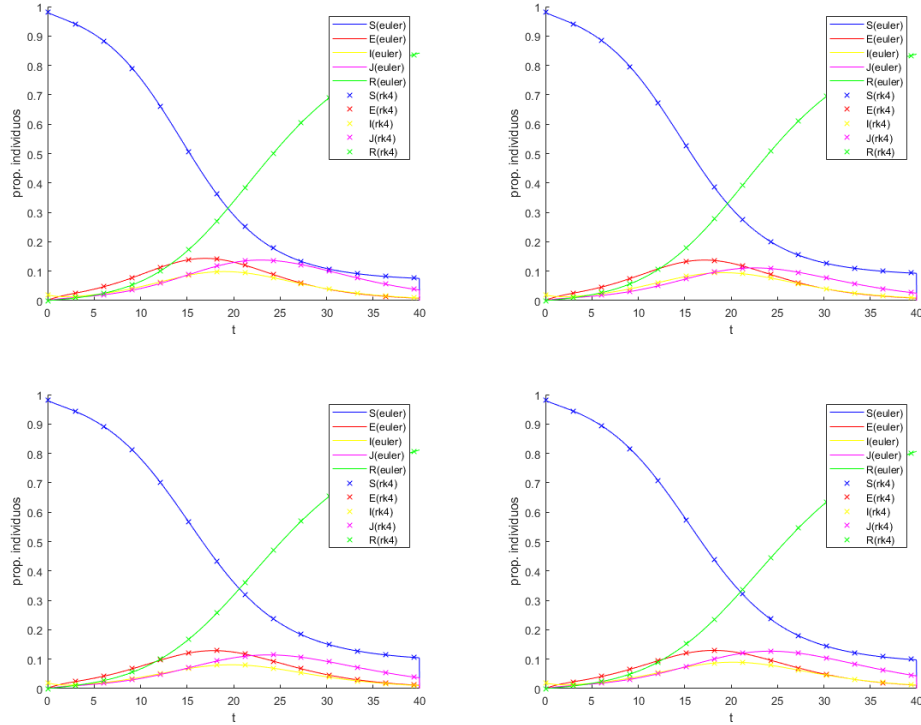 1
0.9
0.8
0.7
0.6
0.5
0.4
0.3
0.2
0.1
0
prop. individuos
0 5 10 15 20 25 30 35 40
t
S(euler)
E(euler)
I(euler)
J(euler)
R(euler)
S(rk4)
E(rk4)
I(rk4)
J(rk4)
R(rk4)
1
0.9
0.8
0.7
0.6
0.5
0.4
0.3
0.2
0.1
0
prop. individuos
0 5 10 15 20 25 30 35 40
t
S(euler)
E(euler)
I(euler)
J(euler)
R(euler)
S(rk4)
E(rk4)
I(rk4)
J(rk4)
R(rk4)
1
0.9
0.8
0.7
0.6
0.5
0.4
0.3
0.2
0.1
0
prop. individuos
0 5 10 15 20 25 30 35 40
t
S(euler)
E(euler)
I(euler)
J(euler)
R(euler)
S(rk4)
E(rk4)
I(rk4)
J(rk4)
R(rk4)
1
0.9
0.8
0.7
0.6
0.5
0.4
0.3
0.2
0.1
0
prop. individuos
0 5 10 15 20 25 30 35 40
t
S(euler)
E(euler)
I(euler)
J(euler)
R(euler)
S(rk4)
E(rk4)
I(rk4)
J(rk4)
R(rk4)